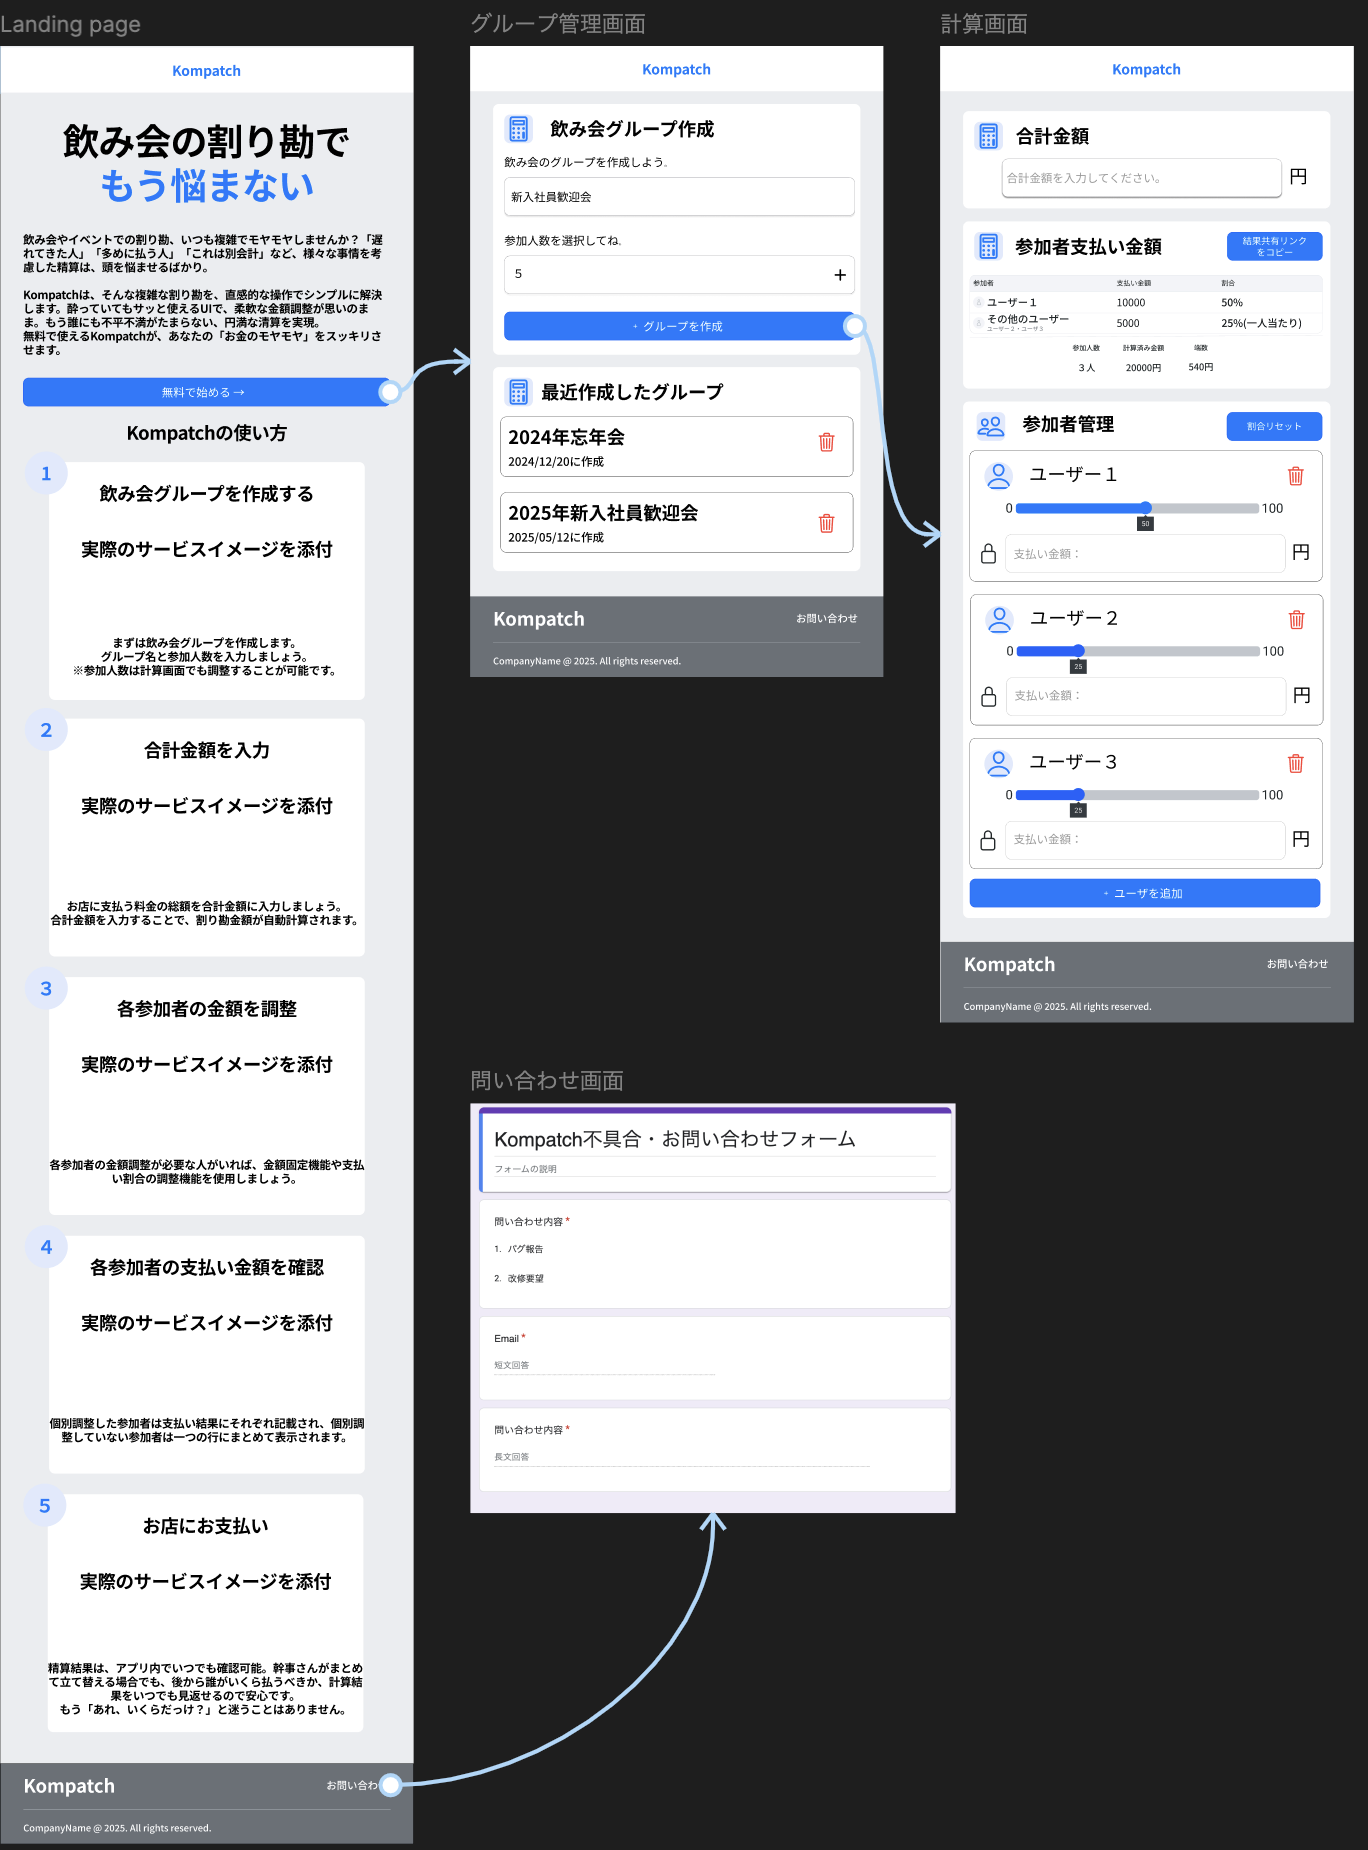 Landing page
Kompatch
飲み会の割り勘で
もう悩まない
飲み会やイベントでの割り勘、いつも複雑でモヤモヤしませんか？「遅
れてきた人」「多めに払う人」「これは別会計」など、様々な事情を考
慮した精算は、頭を悩ませるばかり。
Kompatchは、そんな複雑な割り勘を、直感的な操作でシンプルに解決
します。酔っていてもサッと使えるUIで、柔軟な金額調整が思いのま
ま。もう誰にも不平不満がたまらない、円満な清算を実現。
無料で使えるKompatchが、あなたの「お金のモヤモヤ」をスッキリさ
せます。
無料で始める →
Kompatchの使い方
1
飲み会グループを作成する
実際のサービスイメージを添付
まずは飲み会グループを作成します。
グループ名と参加人数を入力しましょう。
※参加人数は計算画面でも調整することが可能です。
2
合計金額を入力
実際のサービスイメージを添付
お店に支払う料金の総額を合計金額に入力しましょう。
合計金額を入力することで、割り勘金額が自動計算されます。
3
各参加者の金額を調整
実際のサービスイメージを添付
各参加者の金額調整が必要な人がいれば、金額固定機能や支払
い割合の調整機能を使用しましょう。
4
各参加者の支払い金額を確認
実際のサービスイメージを添付
個別調整した参加者は支払い結果にそれぞれ記載され、個別調
整していない参加者は一つの行にまとめて表示されます。
5
お店にお支払い
実際のサービスイメージを添付
精算結果は、アプリ内でいつでも確認可能。幹事さんがまとめ
て立て替える場合でも、後から誰がいくら払うべきか、計算結
果をいつでも見返せるので安心です。
もう「あれ、いくらだっけ？」と迷うことはありません。
Kompatch お問い合わ
CompanyName @ 2025. All rights reserved.
グループ管理画面
Kompatch
飲み会グループ作成
飲み会のグループを作成しよう.
新入社員歓迎会
参加人数を選択してね.
5 +
+ グループを作成
最近作成したグループ
2024年忘年会
2024/12/20に作成
2025年新入社員歓迎会
2025/05/12に作成
Kompatch お問い合わせ
CompanyName @ 2025. All rights reserved.
計算画面
Kompatch
合計金額
合計金額を入力してください。 円
参加者支払い金額
結果共有リンク
をコピー
参加者 支払い金額 割合
ユーザー１ 10000 50%
その他のユーザー 5000 25%(一人当たり)
ユーザー２・ユーザ３
参加人数 計算済み金額 端数
３人 20000円 540円
参加者管理 割合リセット
ユーザー１
0 100
50
支払い金額： 円
ユーザー２
0 100
25
支払い金額： 円
ユーザー３
0 100
25
支払い金額： 円
+ ユーザを追加
Kompatch お問い合わせ
CompanyName @ 2025. All rights reserved.
問い合わせ画面
Kompatch不具合・お問い合わせフォーム
フォームの説明
問い合わせ内容 *
1. バグ報告
2. 改修要望
Email *
短文回答
問い合わせ内容 *
長文回答